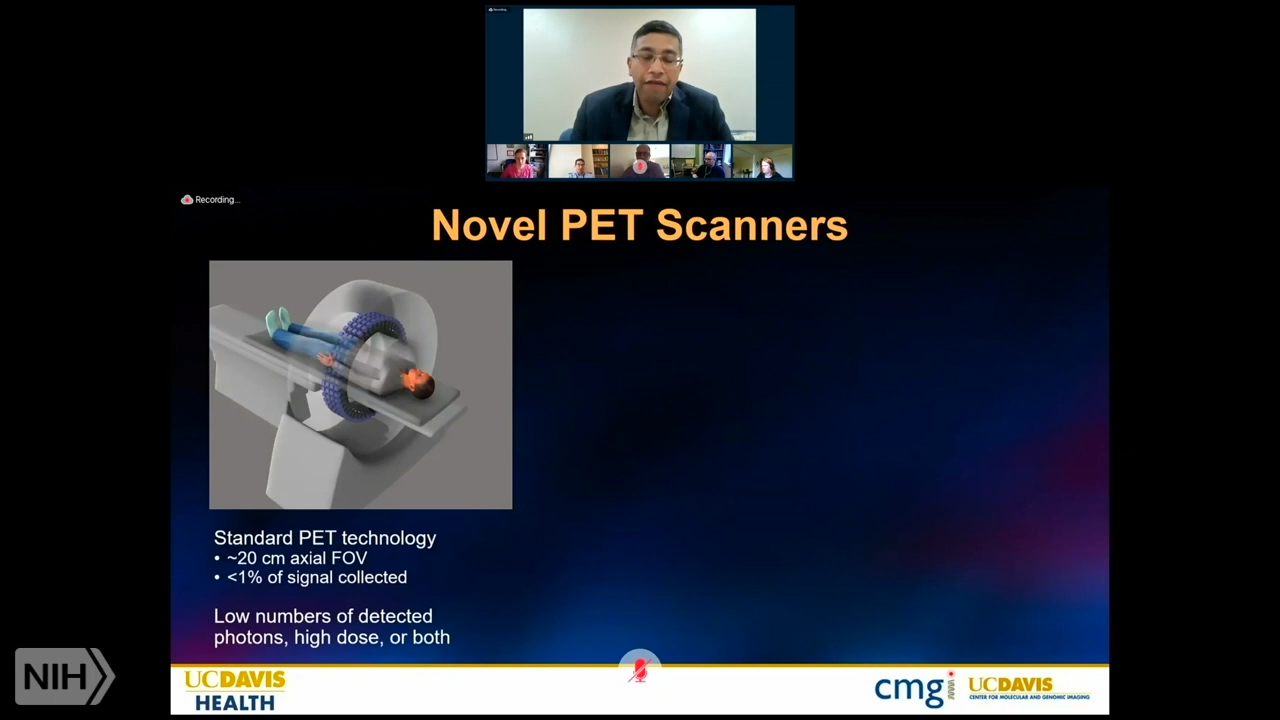 Recording...
Novel PET Scanners
Standard PET technology
• ~20 cm axial FOV
• <1% of signal collected
Low numbers of detected
photons, high dose, or both
NIH
UCDAVIS
HEALTH
cmgi
UCDAVIS
CENTER FOR MOLECULAR AND GENOMIC IMAGING